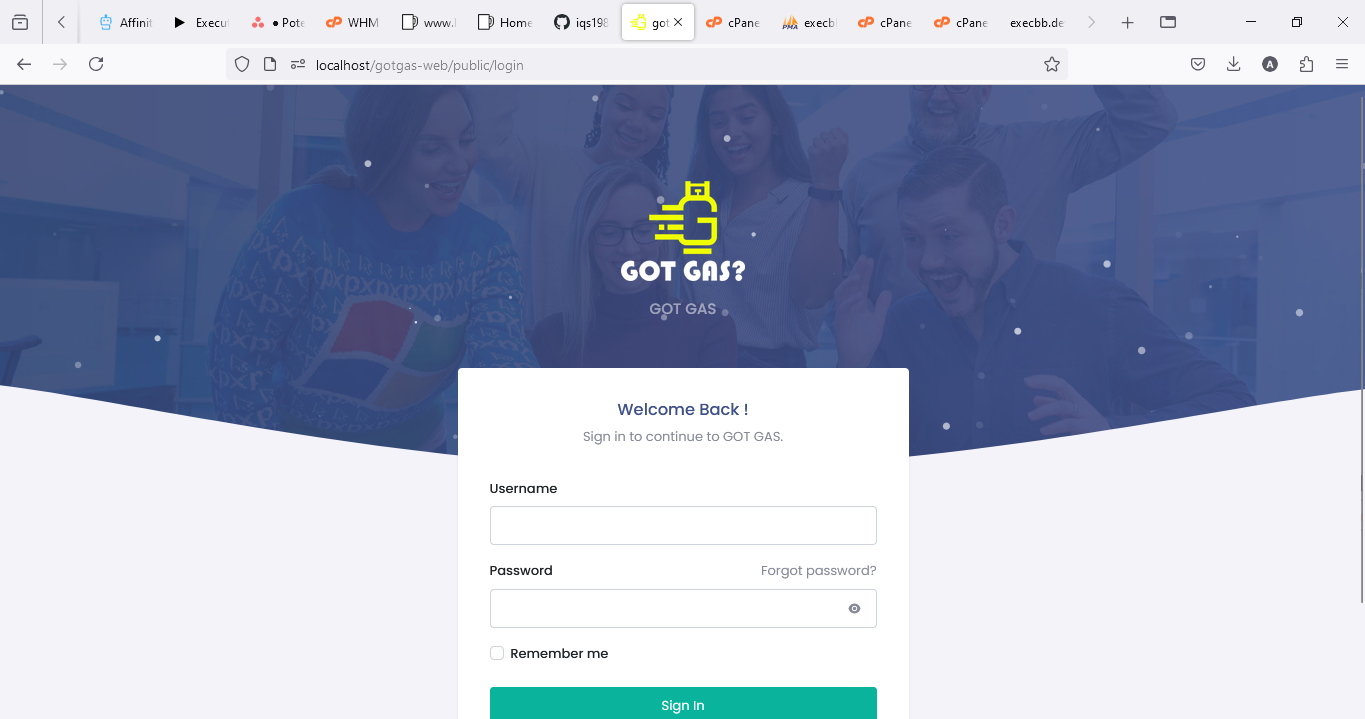 Affinit
Execut
● Pote
WHM
www.
Home
iqs198
got
cPane
execb
cPane
cPane
execbb.de
localhost/gotgas-web/public/login
A
GOT GAS?
GOT GAS
Welcome Back !
Sign in to continue to GOT GAS.
Username
Password
Forgot password?
Remember me
Sign In